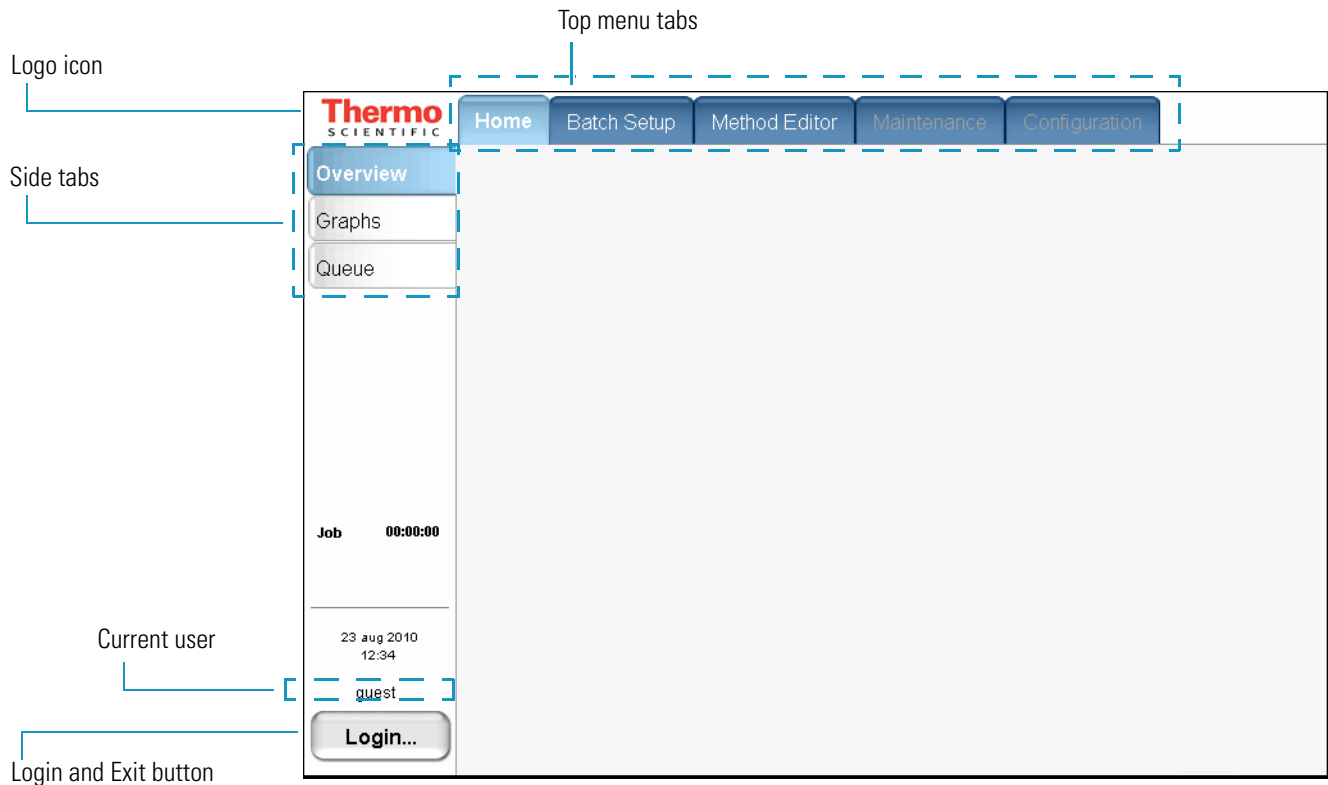 Top menu tabs
Logo icon
Thermo
SCIENTIFIC
Home Batch Setup Method Editor Maintenance Configuration
Side tabs
Overview
Graphs
Queue
Job 00:00:00
23 aug 2010
12:34
Current user
guest
Login...
Login and Exit button